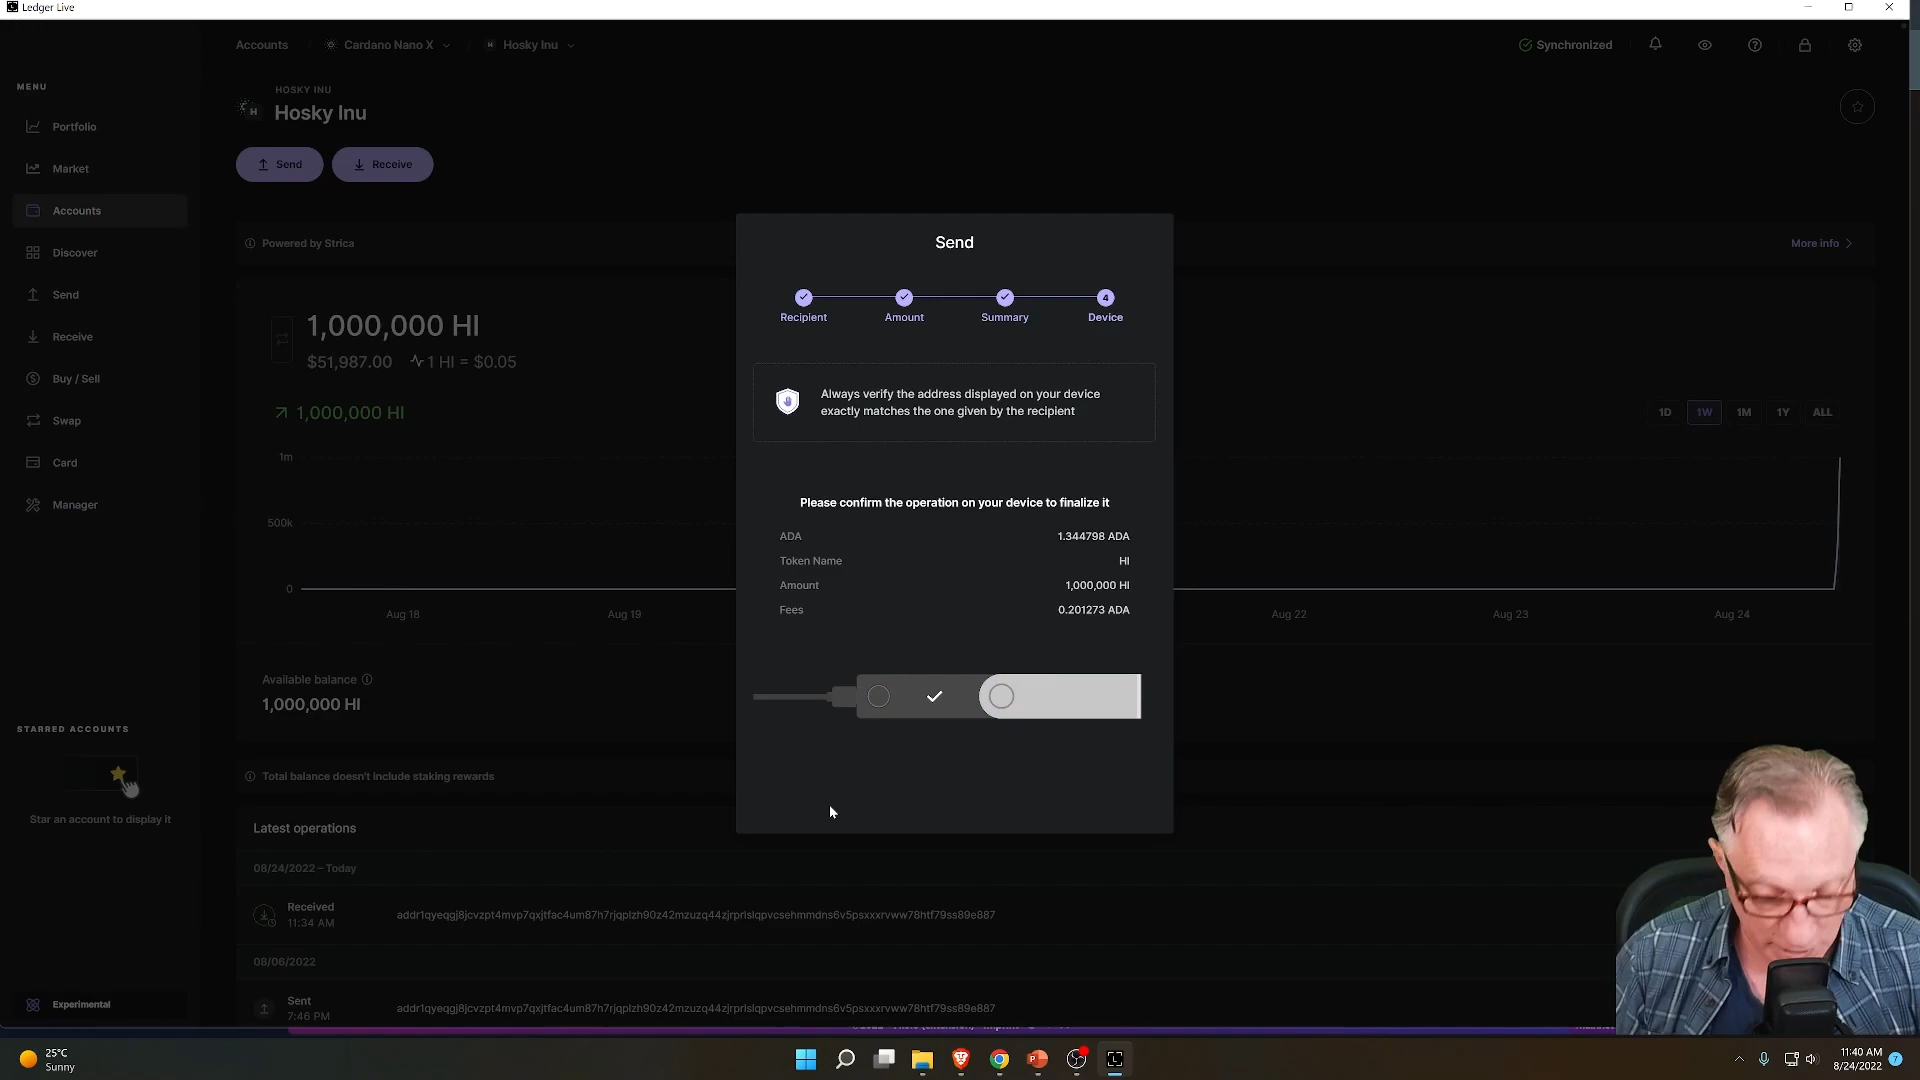 Ledger Live
Accounts / Cardano Nano X / Hosky Inu
Synchronized
MENU
Portfolio
Market
Accounts
Discover
Send
Receive
Buy / Sell
Swap
Card
Manager
STARRED ACCOUNTS
Star an account to display it
Experimental
HOSKY INU
Hosky Inu
Send
Receive
Powered by Strica
More info
1,000,000 HI
$51,987.00 1 HI = $0.05
1,000,000 HI
1D 1W 1M 1Y ALL
1m
500k
0
Aug 18 Aug 19 Aug 22 Aug 23 Aug 24
Available balance
1,000,000 HI
Total balance doesn't include staking rewards
Latest operations
08/24/2022 – Today
Received
11:34 AM
addr1qyeqgj8jcvzpt4mvp7qxjtfac4um87h7rjqplzh90z42mzuzq44zjrprlslqpvcsehmmdns6v5psxxxrvww78htf79ss89e887
08/06/2022
Sent
7:46 PM
addr1qyeqgj8jcvzpt4mvp7qxjtfac4um87h7rjqplzh90z42mzuzq44zjrprlslqpvcsehmmdns6v5psxxxrvww78htf79ss89e887
Send
4
Recipient Amount Summary Device
Always verify the address displayed on your device
exactly matches the one given by the recipient
Please confirm the operation on your device to finalize it
ADA 1.344798 ADA
Token Name HI
Amount 1,000,000 HI
Fees 0.201273 ADA
25°C
Sunny
11:40 AM
8/24/2022
7